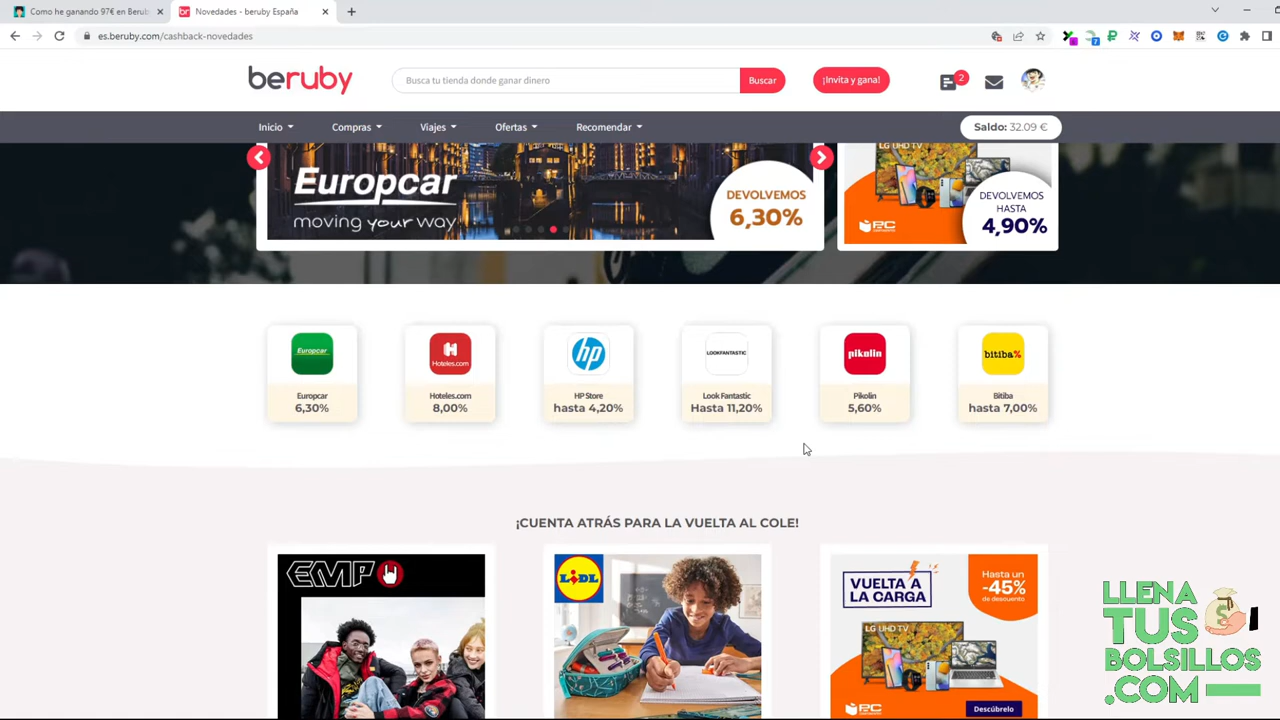 Como he ganando 97€ en Berub
Novedades - beruby España
es.beruby.com/cashback-novedades
beruby
Busca tu tienda donde ganar dinero
Buscar
¡Invita y gana!
2
Inicio
Compras
Viajes
Ofertas
Recomendar
Saldo: 32.09 €
Europcar
moving your way
DEVOLVEMOS
6,30%
LG UHD TV
DEVOLVEMOS
HASTA
4,90%
Europcar
Hoteles.com
hp
LOOKFANTASTIC
pikolin
bitiba%
Europcar
6,30%
Hoteles.com
8,00%
HP Store
hasta 4,20%
Look Fantastic
Hasta 11,20%
Pikolin
5,60%
Bitiba
hasta 7,00%
¡CUENTA ATRÁS PARA LA VUELTA AL COLE!
EMP
LIDL
VUELTA A
LA CARGA
Hasta un
-45%
de descuento
LG UHD TV
Descúbrelo
LLENA
TUS
BOLSILLOS
.COM